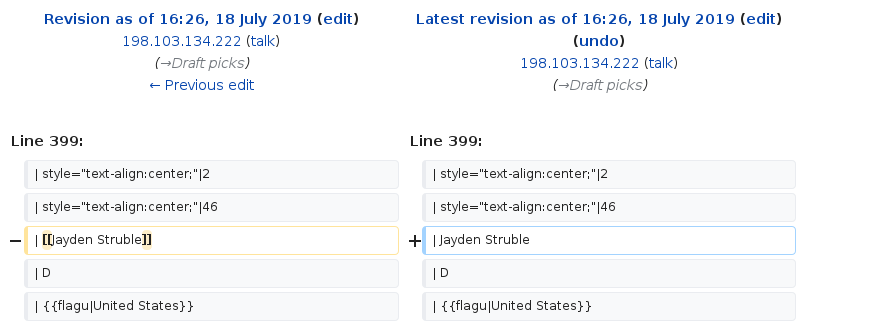 Revision as of 16:26, 18 July 2019 (edit)
198.103.134.222 (talk)
(→Draft picks)
← Previous edit
Latest revision as of 16:26, 18 July 2019 (edit)
(undo)
198.103.134.222 (talk)
(→Draft picks)
Line 399:
Line 399:
| style="text-align:center;"|2
| style="text-align:center;"|2
| style="text-align:center;"|46
| style="text-align:center;"|46
− | [[Jayden Struble]]
+ | Jayden Struble
| D
| D
| {{flagu|United States}}
| {{flagu|United States}}